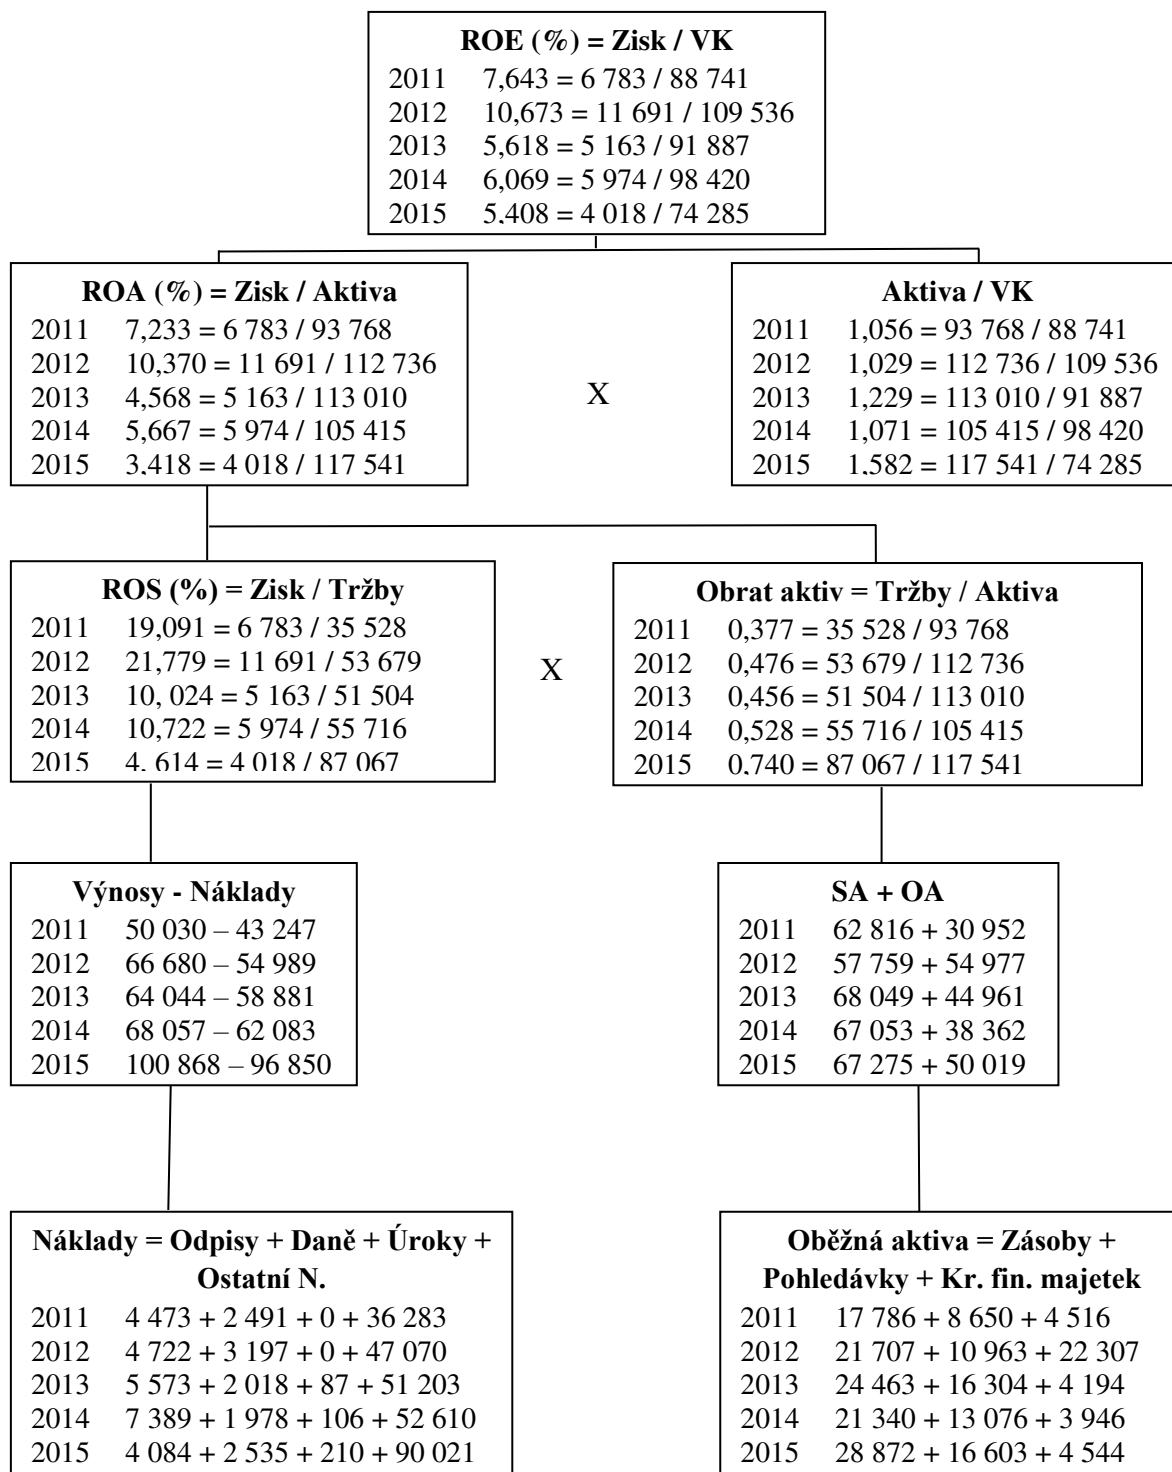 ROE (%) = Zisk / VK
2011 7,643 = 6 783 / 88 741
2012 10,673 = 11 691 / 109 536
2013 5,618 = 5 163 / 91 887
2014 6,069 = 5 974 / 98 420
2015 5,408 = 4 018 / 74 285
ROA (%) = Zisk / Aktiva
2011 7,233 = 6 783 / 93 768
2012 10,370 = 11 691 / 112 736
2013 4,568 = 5 163 / 113 010
2014 5,667 = 5 974 / 105 415
2015 3,418 = 4 018 / 117 541
X
Aktiva / VK
2011 1,056 = 93 768 / 88 741
2012 1,029 = 112 736 / 109 536
2013 1,229 = 113 010 / 91 887
2014 1,071 = 105 415 / 98 420
2015 1,582 = 117 541 / 74 285
ROS (%) = Zisk / Tržby
2011 19,091 = 6 783 / 35 528
2012 21,779 = 11 691 / 53 679
2013 10, 024 = 5 163 / 51 504
2014 10,722 = 5 974 / 55 716
2015 4, 614 = 4 018 / 87 067
X
Obrat aktiv = Tržby / Aktiva
2011 0,377 = 35 528 / 93 768
2012 0,476 = 53 679 / 112 736
2013 0,456 = 51 504 / 113 010
2014 0,528 = 55 716 / 105 415
2015 0,740 = 87 067 / 117 541
Výnosy - Náklady
2011 50 030 – 43 247
2012 66 680 – 54 989
2013 64 044 – 58 881
2014 68 057 – 62 083
2015 100 868 – 96 850
SA + OA
2011 62 816 + 30 952
2012 57 759 + 54 977
2013 68 049 + 44 961
2014 67 053 + 38 362
2015 67 275 + 50 019
Náklady = Odpisy + Daně + Úroky +
Ostatní N.
2011 4 473 + 2 491 + 0 + 36 283
2012 4 722 + 3 197 + 0 + 47 070
2013 5 573 + 2 018 + 87 + 51 203
2014 7 389 + 1 978 + 106 + 52 610
2015 4 084 + 2 535 + 210 + 90 021
Oběžná aktiva = Zásoby +
Pohledávky + Kr. fin. majetek
2011 17 786 + 8 650 + 4 516
2012 21 707 + 10 963 + 22 307
2013 24 463 + 16 304 + 4 194
2014 21 340 + 13 076 + 3 946
2015 28 872 + 16 603 + 4 544